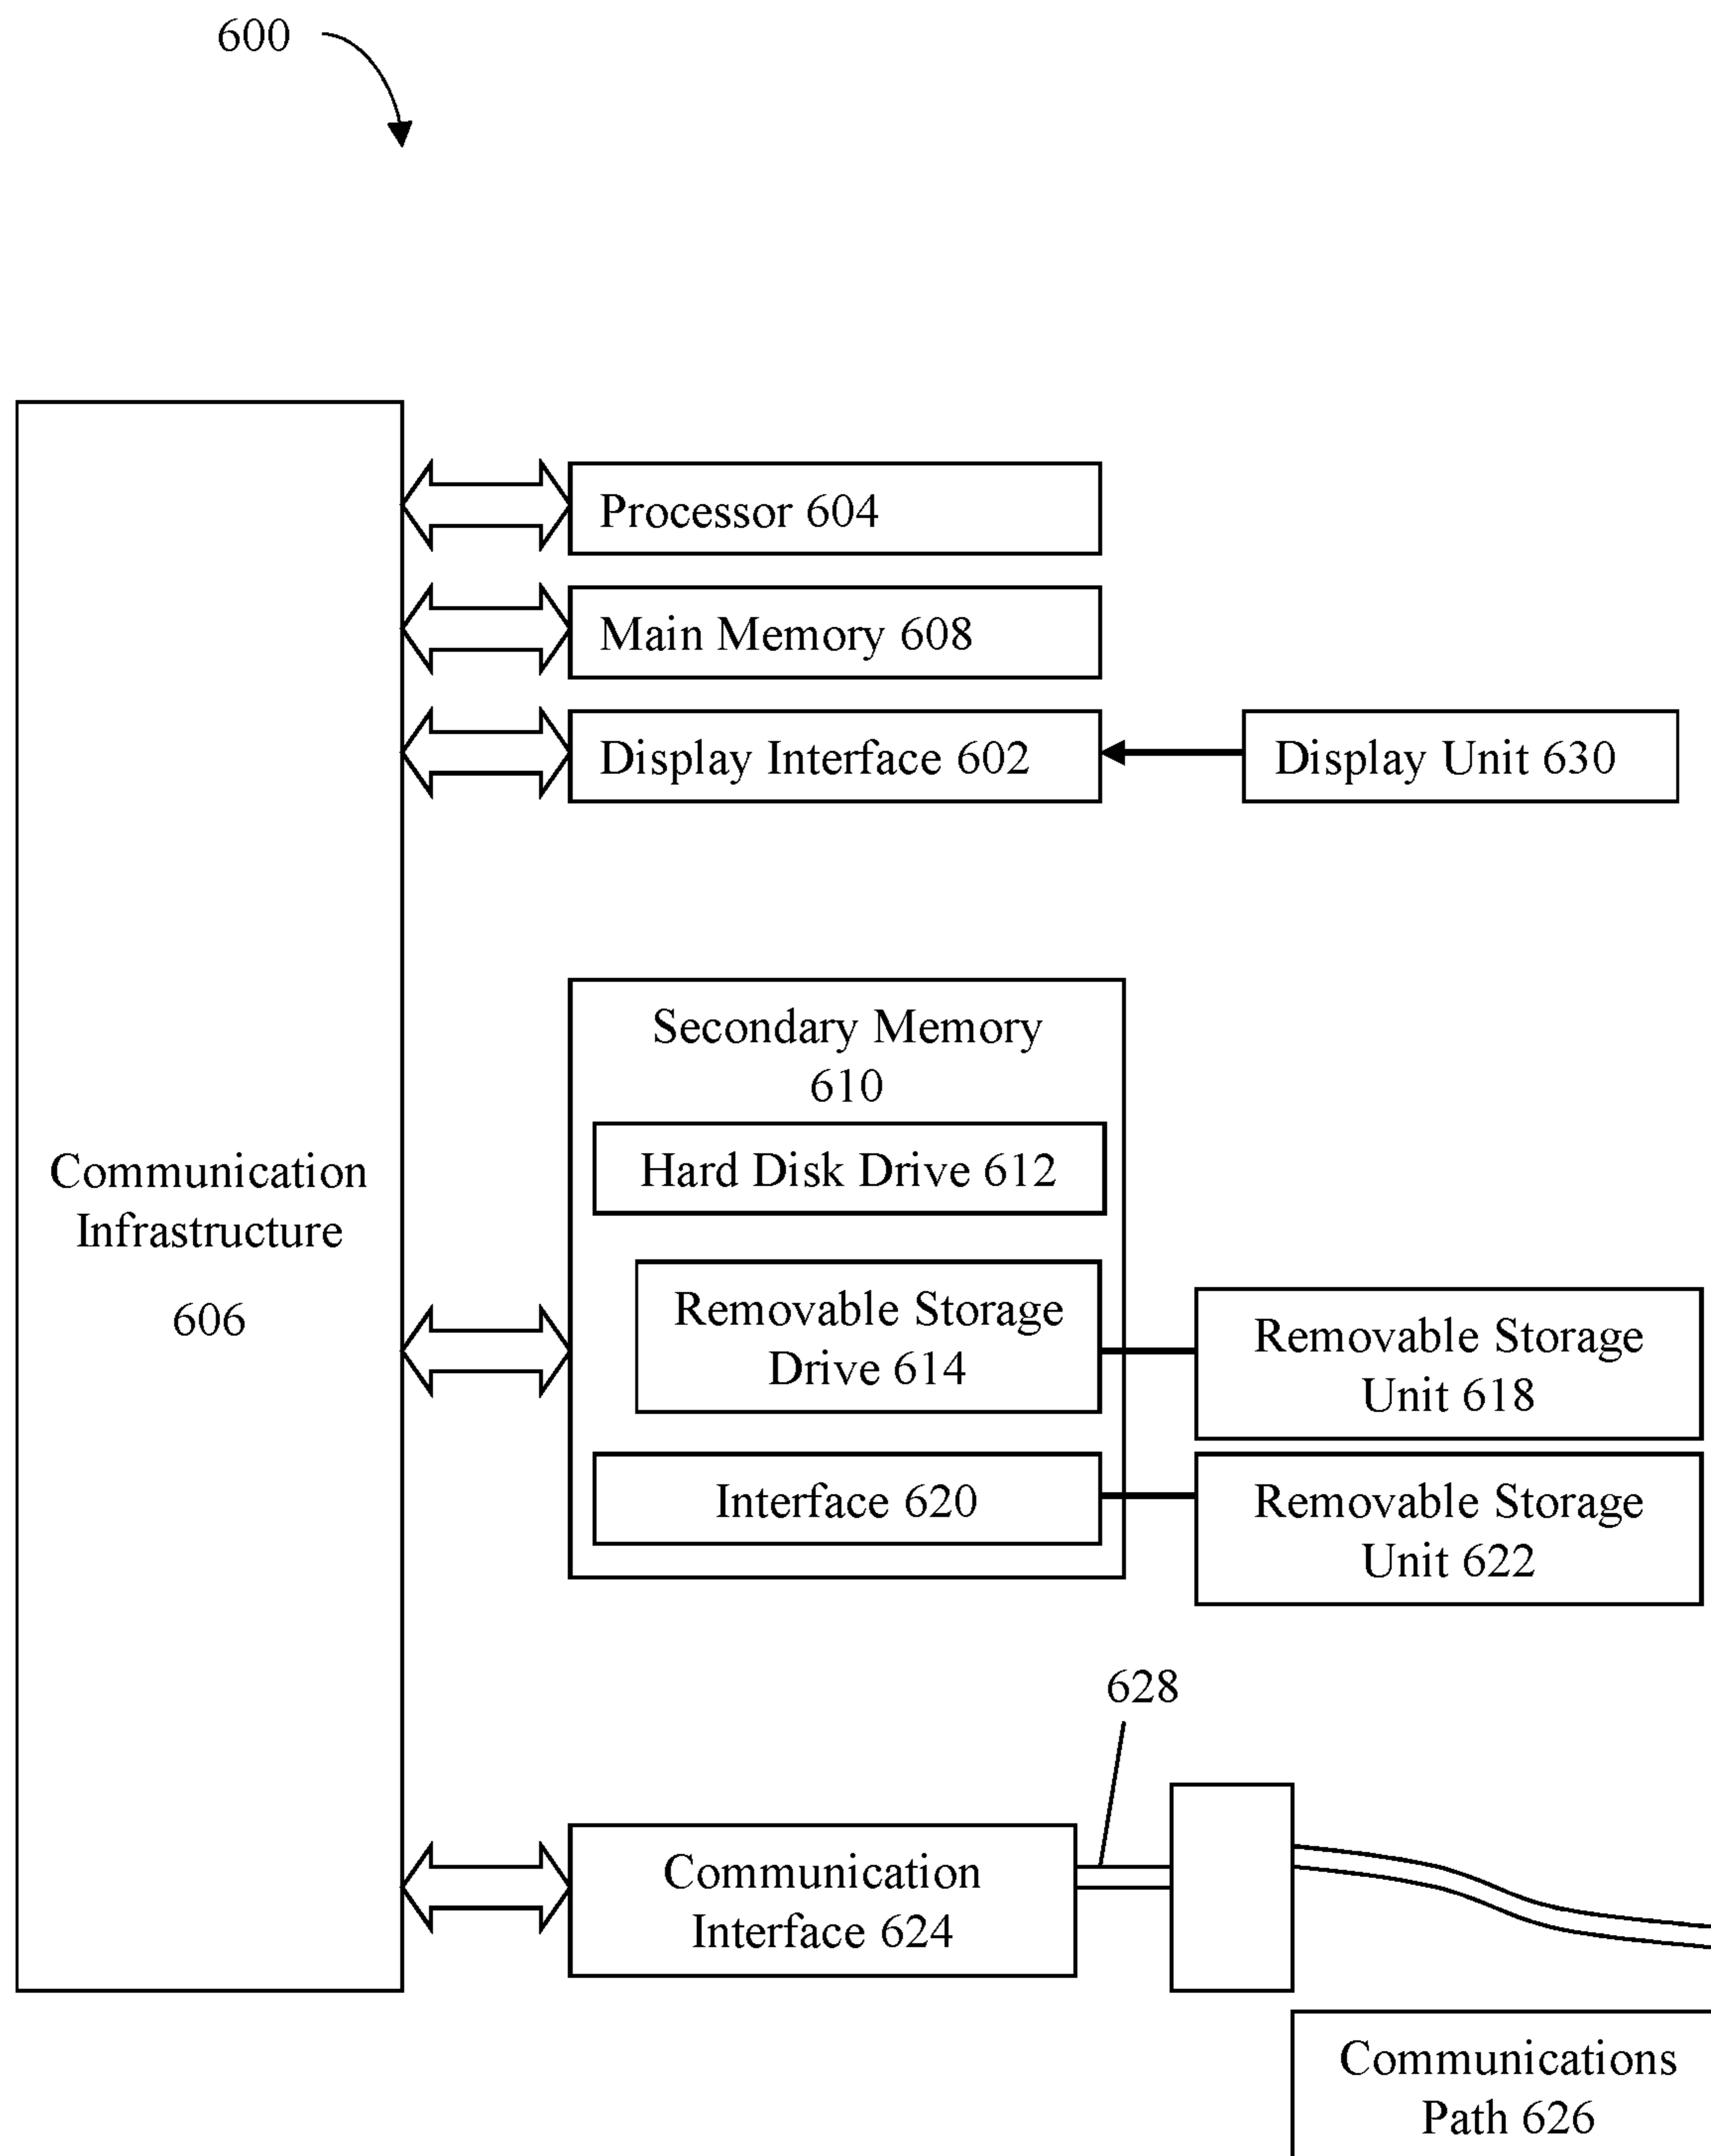 600
Processor 604
Main Memory 608
Display Interface 602
Display Unit 630
Communication
Infrastructure
606
Secondary Memory
610
Hard Disk Drive 612
Removable Storage
Drive 614
Interface 620
Removable Storage
Unit 618
Removable Storage
Unit 622
628
Communication
Interface 624
Communications
Path 626